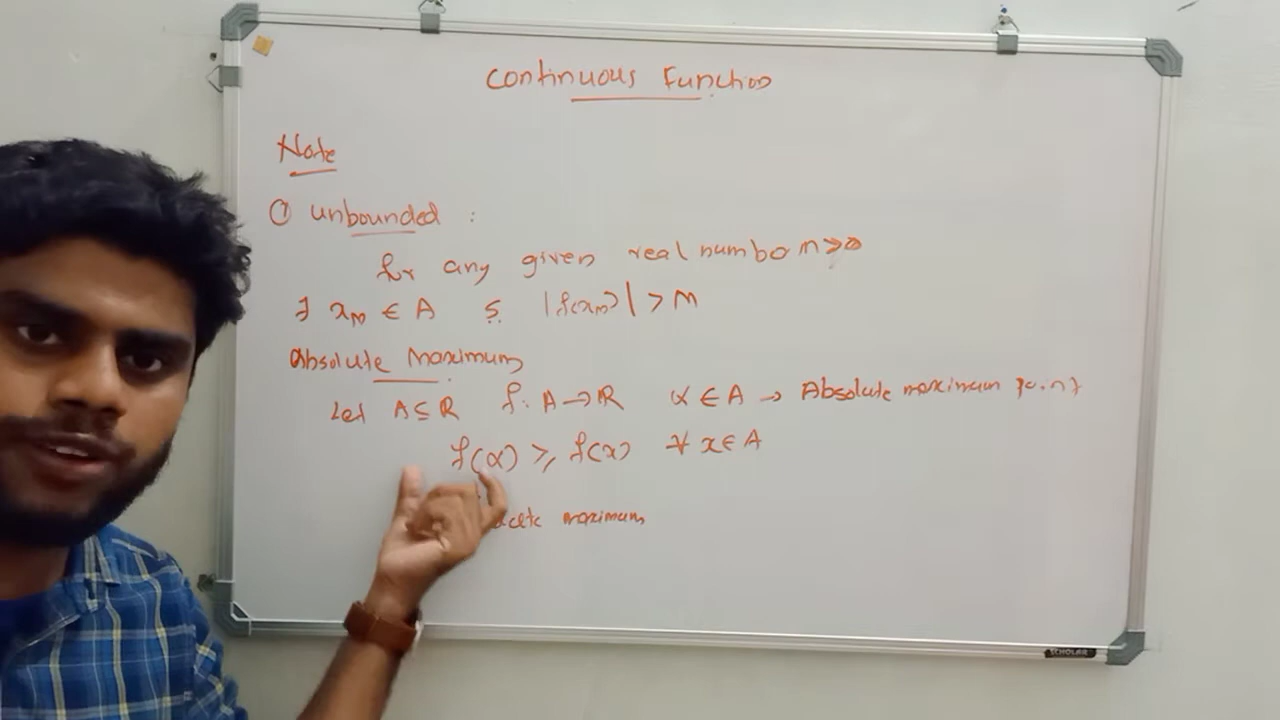 Continuous Function
Note
① unbounded :
for any given real number M>0
∃ x_M ∈ A ∋ |f(x_M)| > M
Absolute Maximum
Let A ⊆ ℝ f: A → ℝ α ∈ A → Absolute maximum point
f(α) ≥ f(x) ∀ x ∈ A
maximum
SCHOLAR